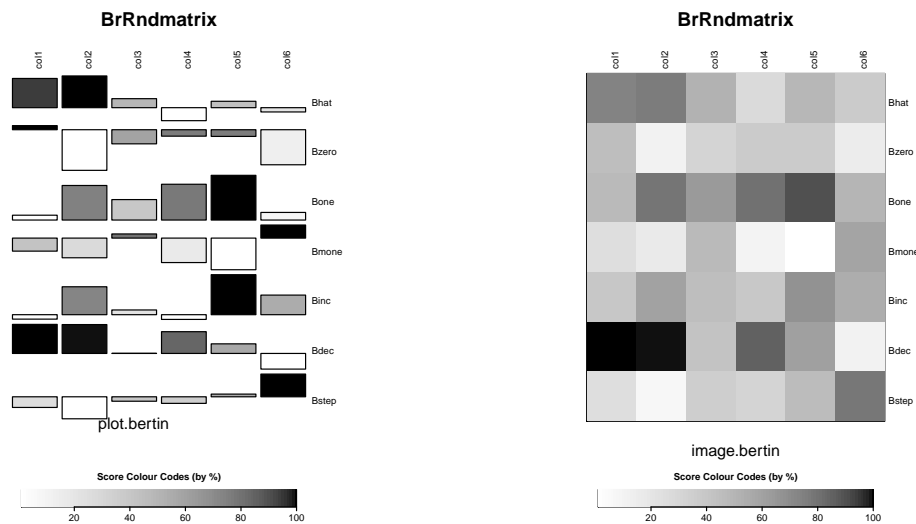 BrRndmatrix
col1 col2 col3 col4 col5 col6
Bhat
Bzero
Bone
Bmone
Binc
Bdec
Bstep
plot.bertin
Score Colour Codes (by %)
20 40 60 80 100
BrRndmatrix
col1 col2 col3 col4 col5 col6
Bhat
Bzero
Bone
Bmone
Binc
Bdec
Bstep
image.bertin
Score Colour Codes (by %)
20 40 60 80 100